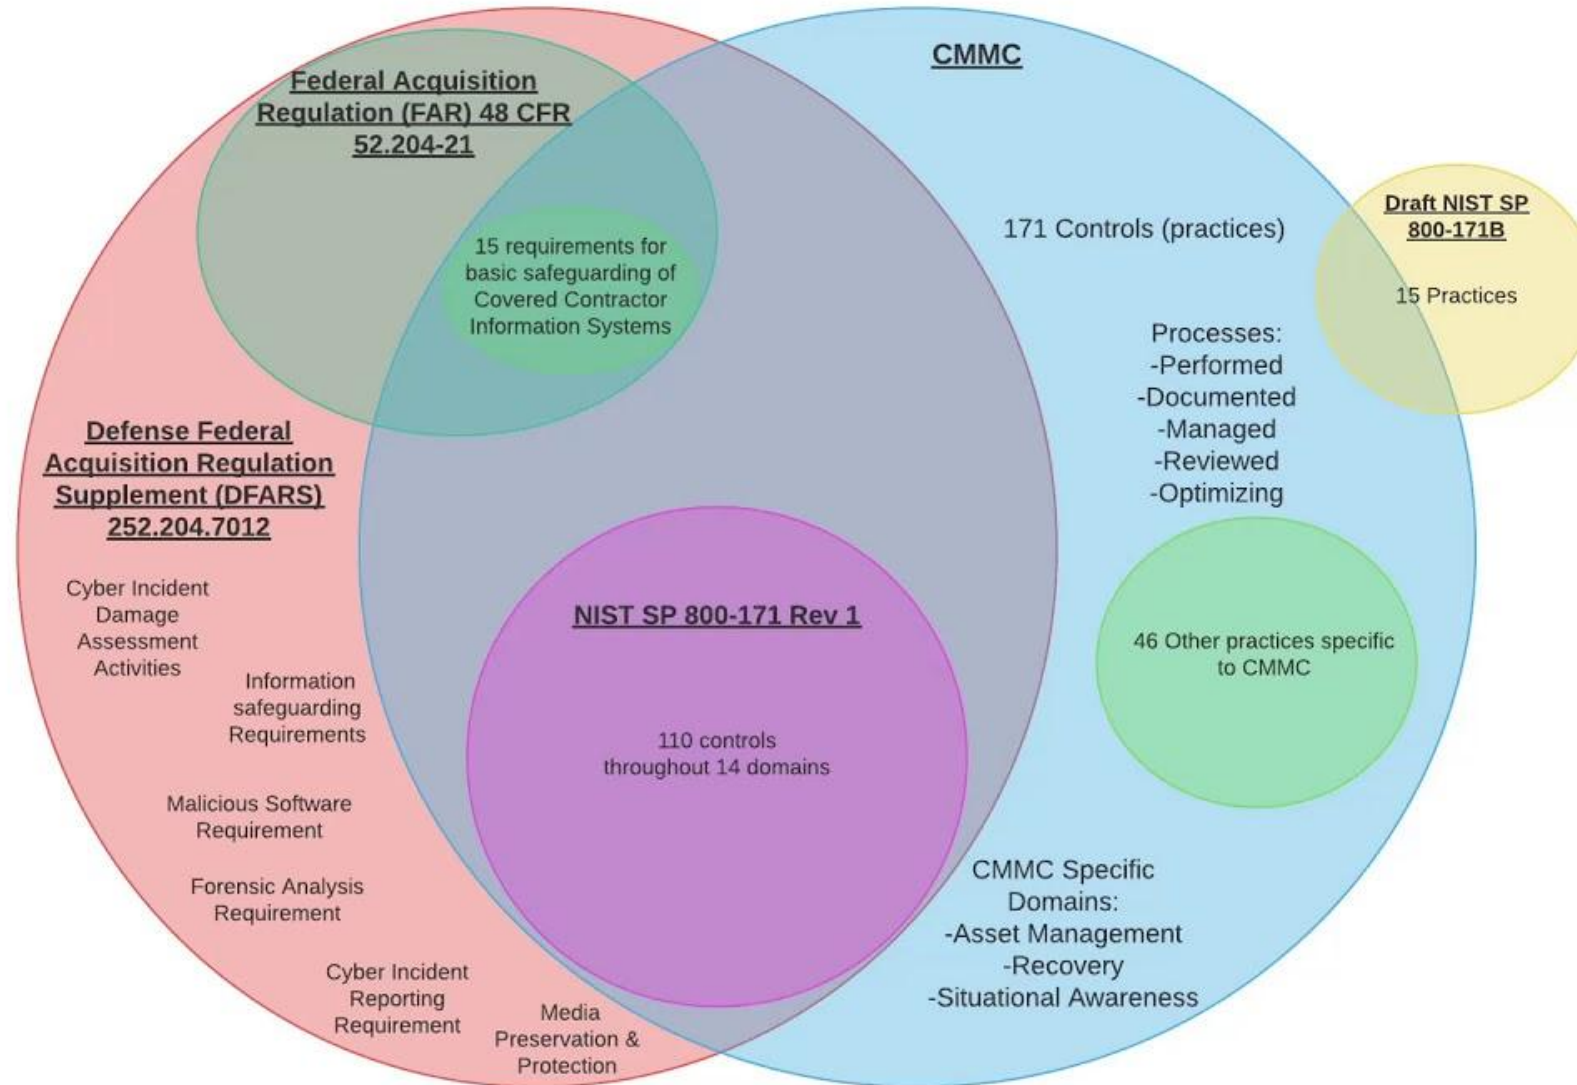 CMMC
Federal Acquisition
Regulation (FAR) 48 CFR
52.204-21
15 requirements for
basic safeguarding of
Covered Contractor
Information Systems
171 Controls (practices)
Draft NIST SP
800-171B
15 Practices
Processes:
-Performed
-Documented
-Managed
-Reviewed
-Optimizing
Defense Federal
Acquisition Regulation
Supplement (DFARS)
252.204.7012
Cyber Incident
Damage
Assessment
Activities
Information
safeguarding
Requirements
Malicious Software
Requirement
Forensic Analysis
Requirement
Cyber Incident
Reporting
Requirement
Media
Preservation &
Protection
NIST SP 800-171 Rev 1
110 controls
throughout 14 domains
46 Other practices specific
to CMMC
CMMC Specific
Domains:
-Asset Management
-Recovery
-Situational Awareness